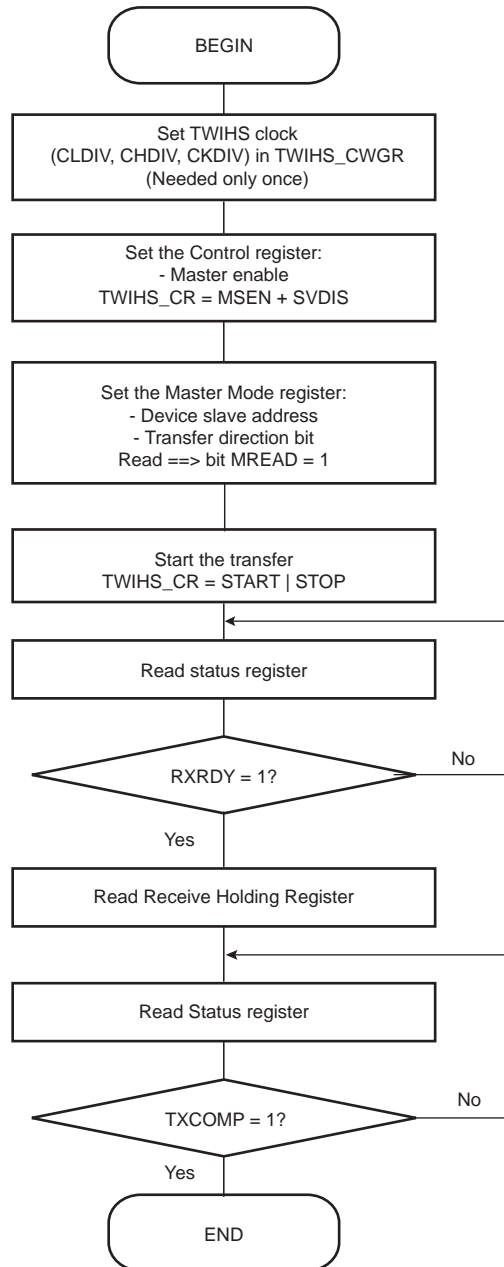 BEGIN
Set TWIHS clock
(CLDIV, CHDIV, CKDIV) in TWIHS_CWGR
(Needed only once)
Set the Control register:
- Master enable
TWIHS_CR = MSEN + SVDIS
Set the Master Mode register:
- Device slave address
- Transfer direction bit
Read ==> bit MREAD = 1
Start the transfer
TWIHS_CR = START | STOP
Read status register
RXRDY = 1?
No
Yes
Read Receive Holding Register
Read Status register
TXCOMP = 1?
No
Yes
END